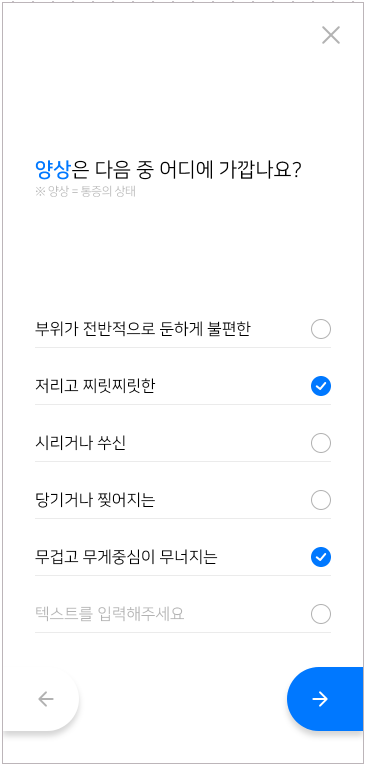 양상은 다음 중 어디에 가깝나요?
※ 양상 = 통증의 상태
부위가 전반적으로 둔하게 불편한
저리고 찌릿찌릿한
시리거나 쑤신
당기거나 찢어지는
무겁고 무게중심이 무너지는
텍스트를 입력해주세요